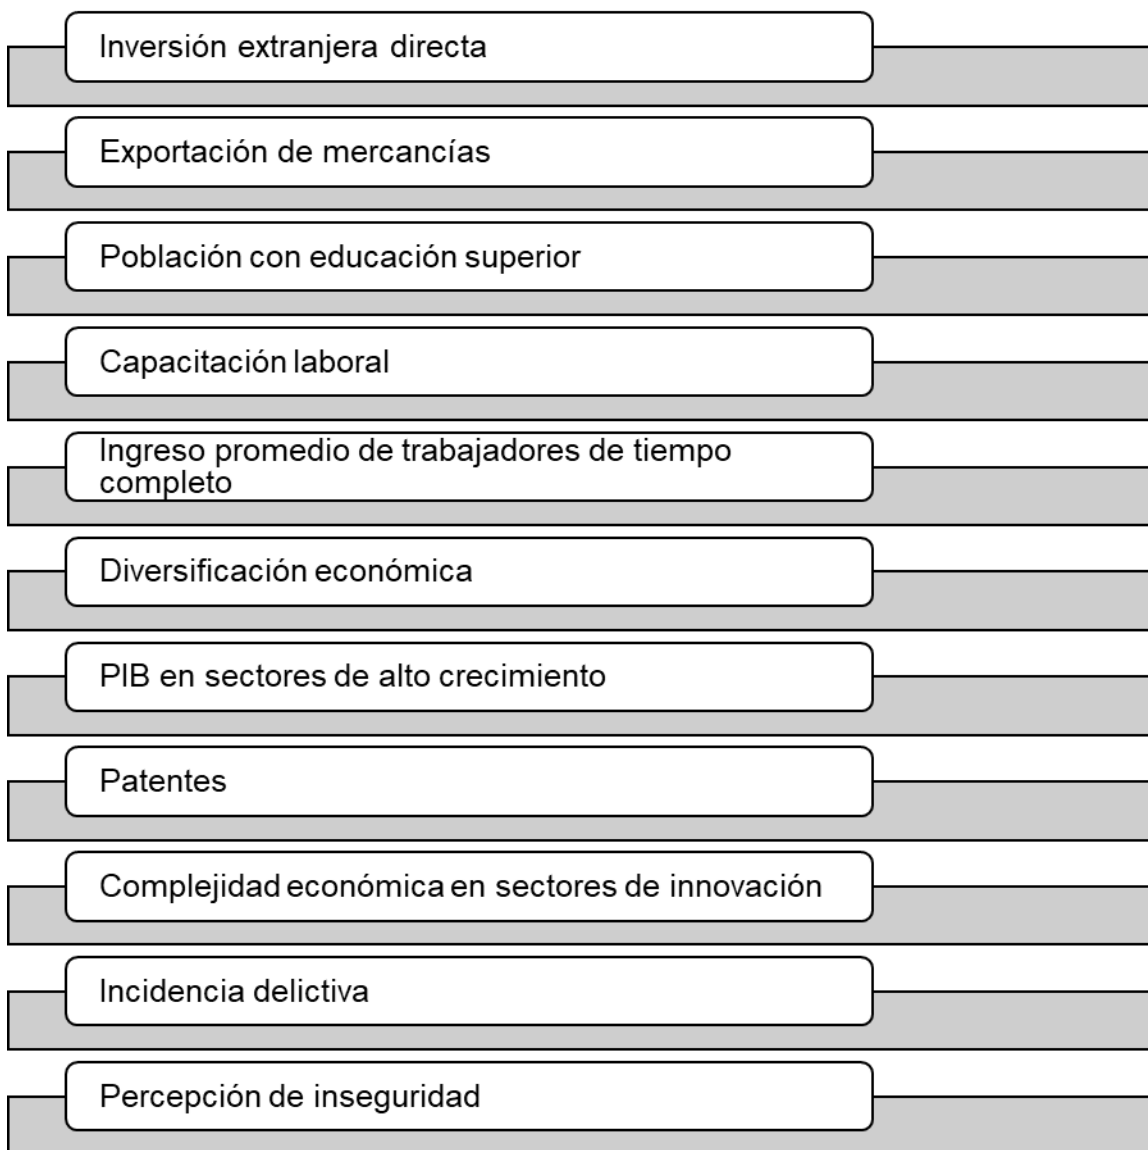 Inversión extranjera directa
Exportación de mercancías
Población con educación superior
Capacitación laboral
Ingreso promedio de trabajadores de tiempo
completo
Diversificación económica
PIB en sectores de alto crecimiento
Patentes
Complejidad económica en sectores de innovación
Incidencia delictiva
Percepción de inseguridad